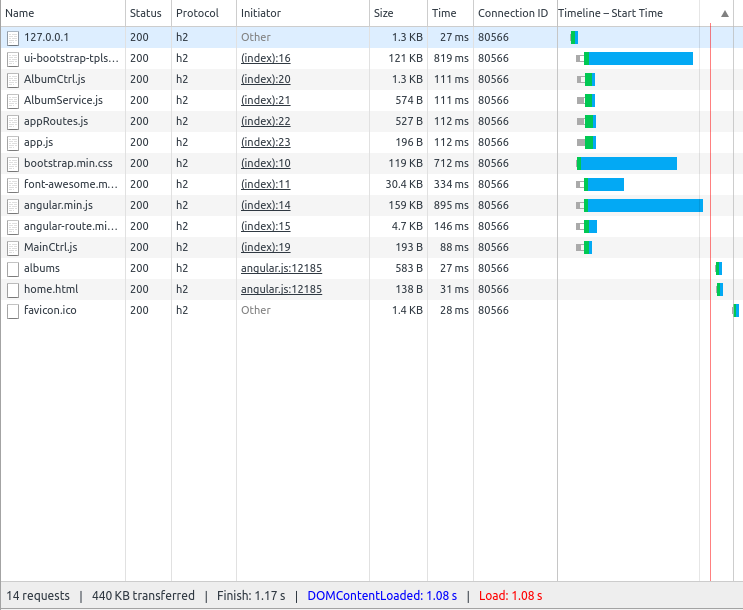 Name Status Protocol Initiator Size Time Connection ID Timeline – Start Time
127.0.0.1 200 h2 Other 1.3 KB 27 ms 80566
ui-bootstrap-tpls... 200 h2 (index):16 121 KB 819 ms 80566
AlbumCtrl.js 200 h2 (index):20 1.3 KB 111 ms 80566
AlbumService.js 200 h2 (index):21 574 B 111 ms 80566
appRoutes.js 200 h2 (index):22 527 B 112 ms 80566
app.js 200 h2 (index):23 196 B 112 ms 80566
bootstrap.min.css 200 h2 (index):10 119 KB 712 ms 80566
font-awesome.m... 200 h2 (index):11 30.4 KB 334 ms 80566
angular.min.js 200 h2 (index):14 159 KB 895 ms 80566
angular-route.mi... 200 h2 (index):15 4.7 KB 146 ms 80566
MainCtrl.js 200 h2 (index):19 193 B 88 ms 80566
albums 200 h2 angular.js:12185 583 B 27 ms 80566
home.html 200 h2 angular.js:12185 138 B 31 ms 80566
favicon.ico 200 h2 Other 1.4 KB 28 ms 80566
14 requests | 440 KB transferred | Finish: 1.17 s | DOMContentLoaded: 1.08 s | Load: 1.08 s